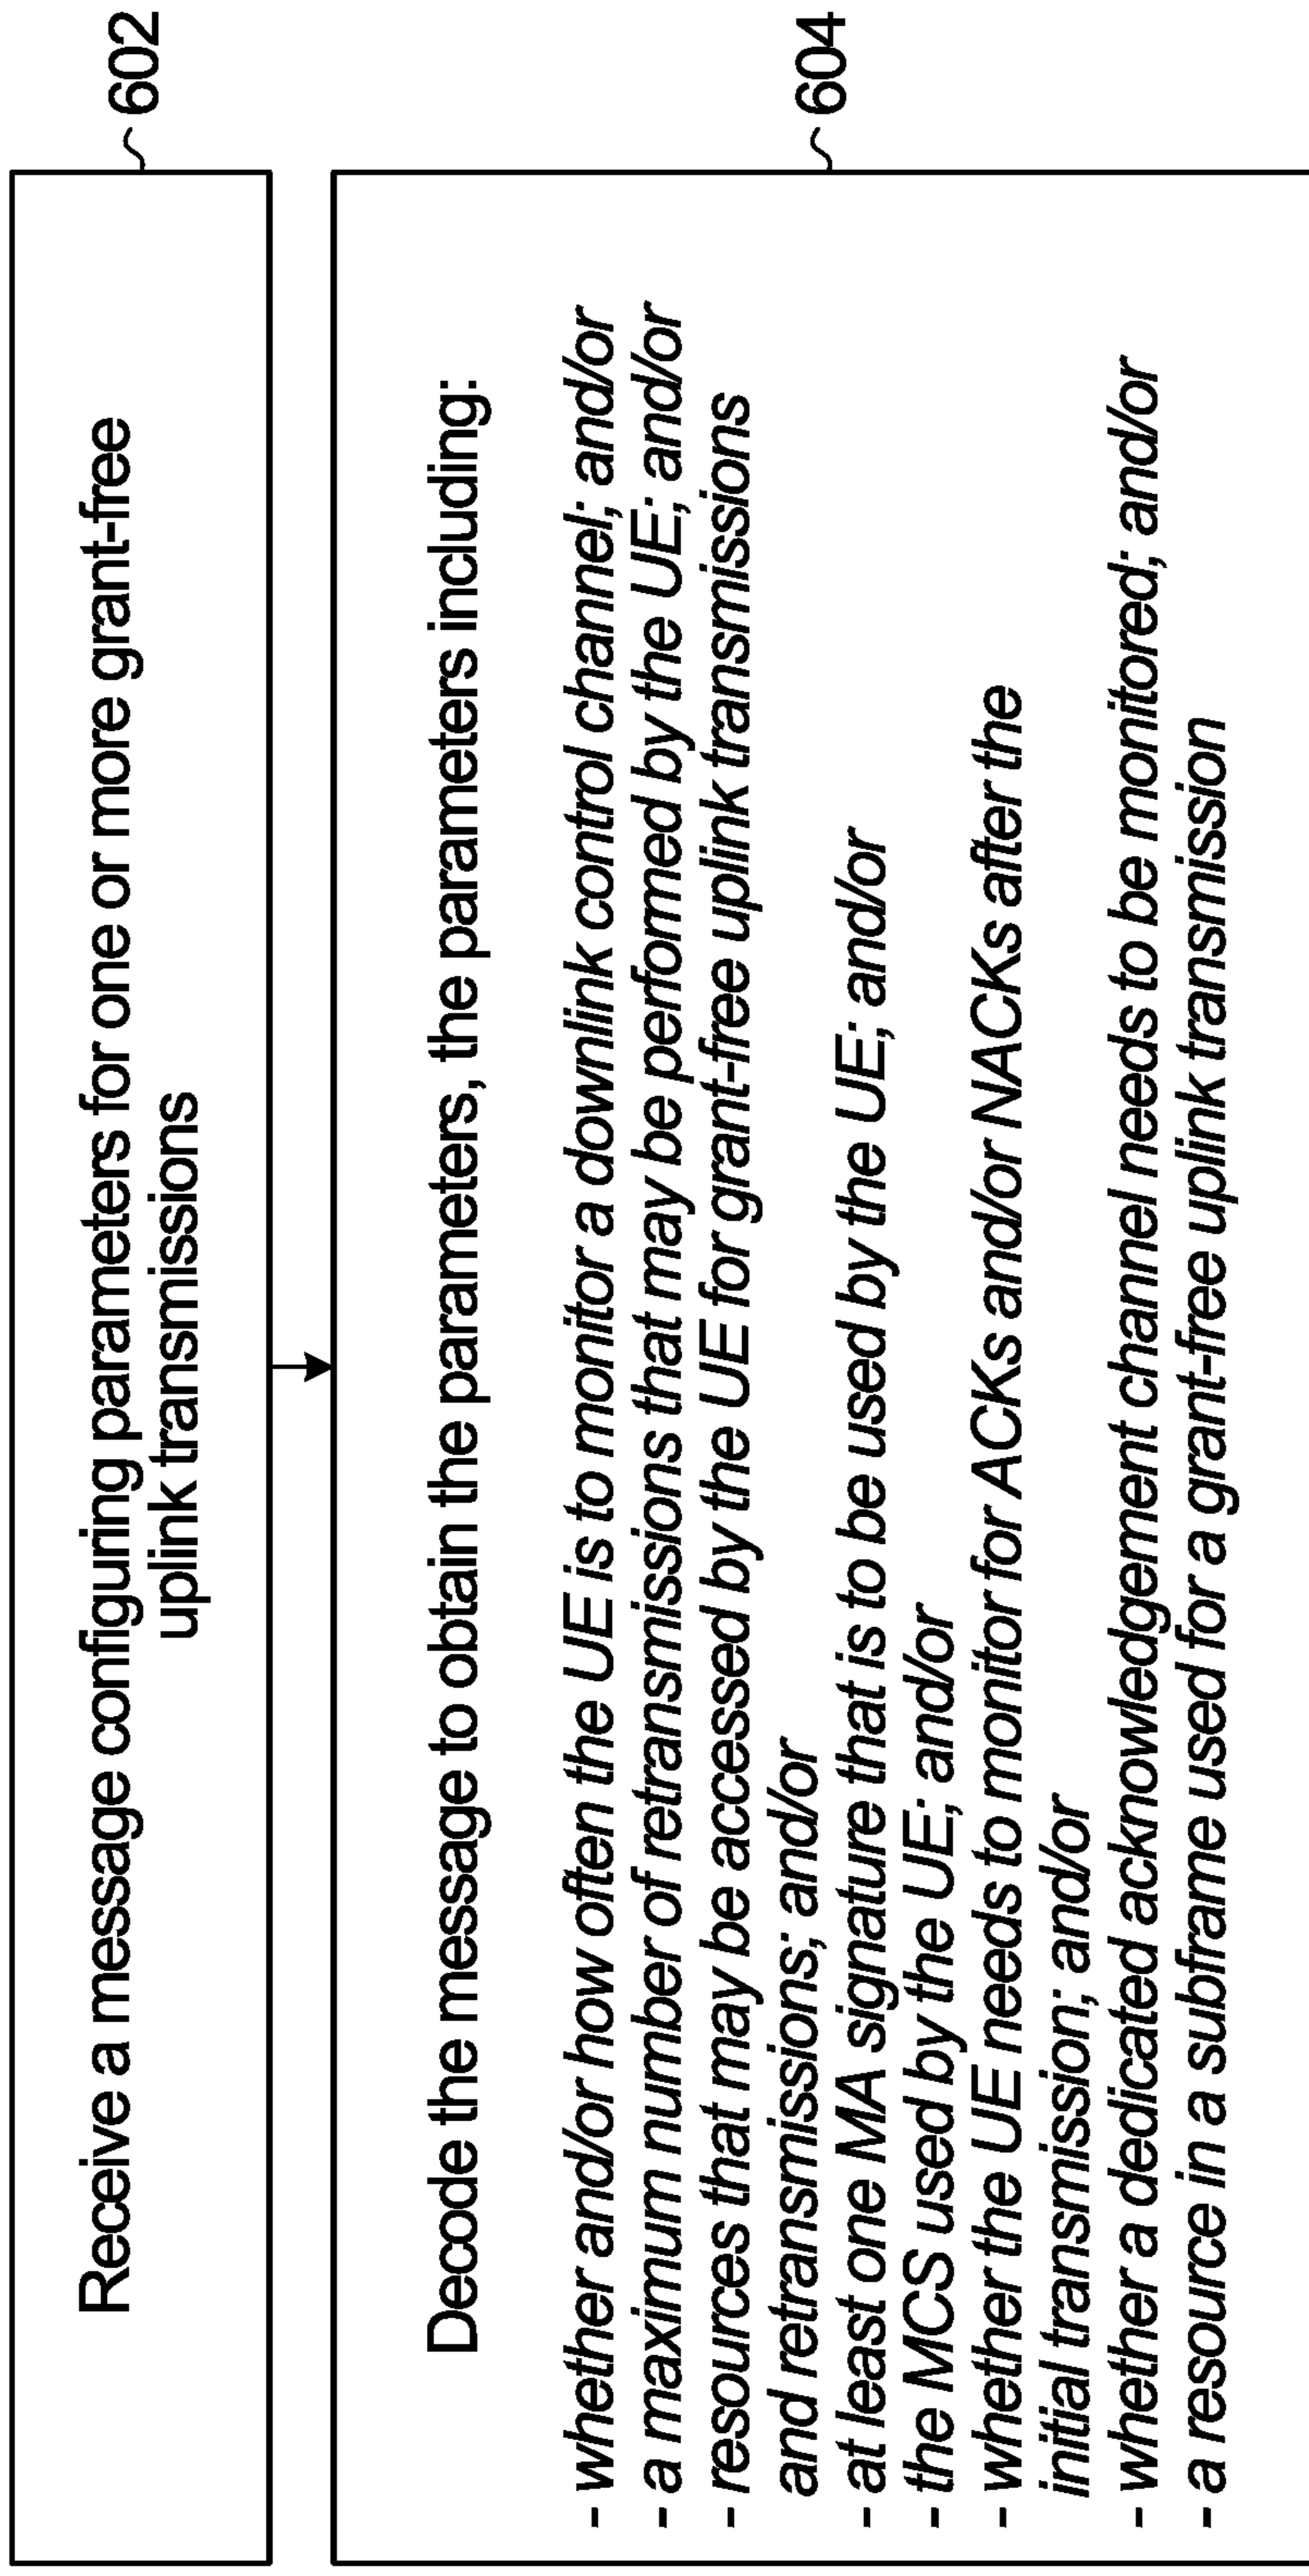 Receive a message configuring parameters for one or more grant-free
uplink transmissions
602
Decode the message to obtain the parameters, the parameters including:
- whether and/or how often the UE is to monitor a downlink control channel; and/or
- a maximum number of retransmissions that may be performed by the UE; and/or
- resources that may be accessed by the UE for grant-free uplink transmissions
and retransmissions; and/or
- at least one MA signature that is to be used by the UE; and/or
- the MCS used by the UE; and/or
- whether the UE needs to monitor for ACKs and/or NACKs after the
initial transmission; and/or
- whether a dedicated acknowledgement channel needs to be monitored; and/or
- a resource in a subframe used for a grant-free uplink transmission
604